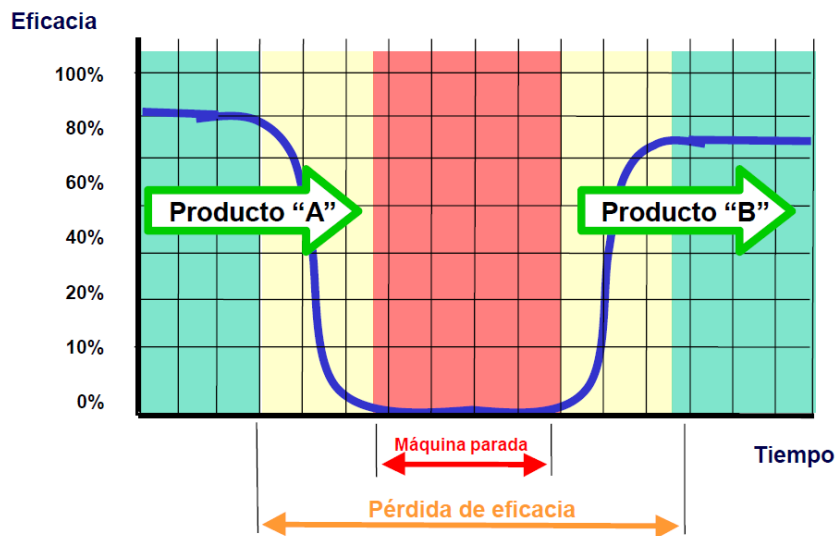 Eficacia
100%
80%
60%
40%
20%
10%
0%
Producto “A”
Producto “B”
Máquina parada
Tiempo
Pérdida de eficacia